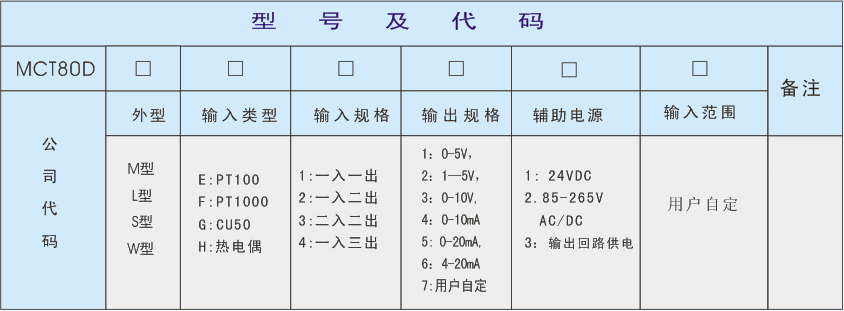 型 号 及 代 码
MCT80D □ □ □ □ □ □ 备注
外型 输入类型 输入规格 输出规格 辅助电源 输入范围
公司代码
M型
L型
S型
W型
E:PT100
F:PT1000
G:CU50
H:热电偶
1:一入一出
2:一入二出
3:二入二出
4:一入三出
1: 0-5V,
2: 1—5V,
3: 0-10V,
4: 0-10mA
5: 0-20mA,
6: 4-20mA
7:用户自定
1: 24VDC
2.85-265V
AC/DC
3: 输出回路供电
用户自定